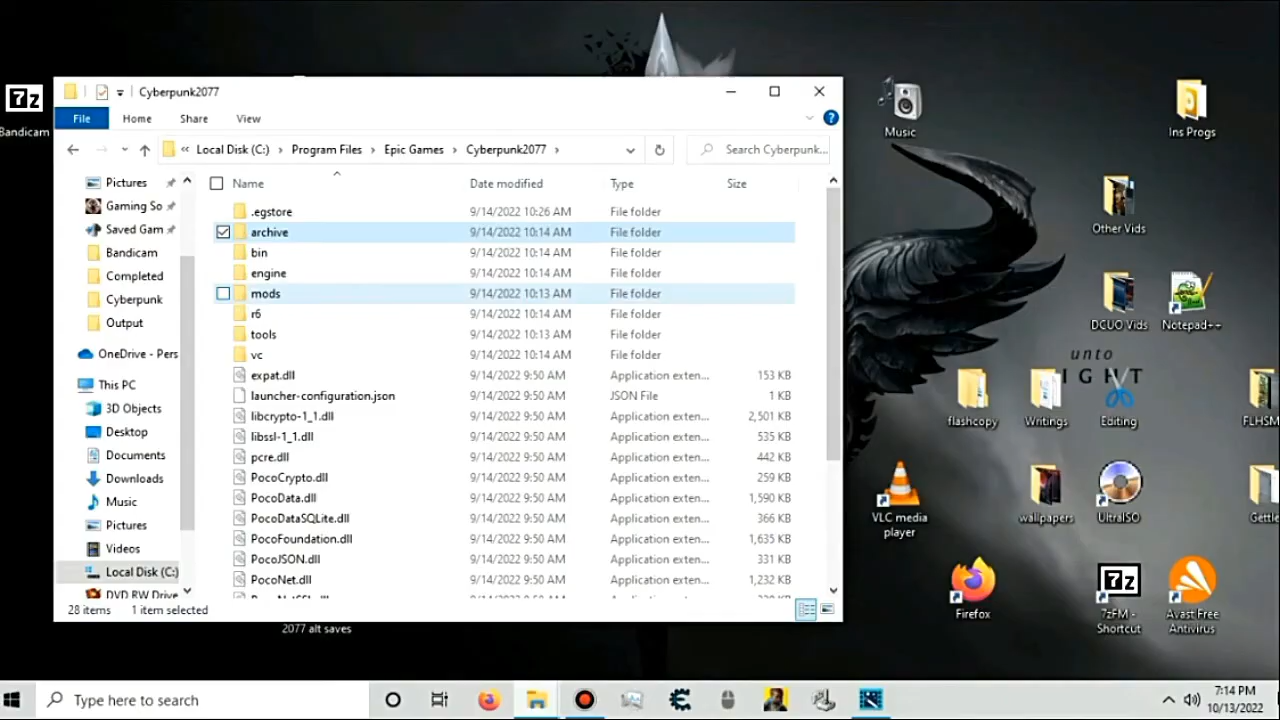 Cyberpunk2077
File Home Share View
« Local Disk (C:) › Program Files › Epic Games › Cyberpunk2077 ›
Search Cyberpunk...
Name Date modified Type Size
.egstore 9/14/2022 10:26 AM File folder
archive 9/14/2022 10:14 AM File folder
bin 9/14/2022 10:14 AM File folder
engine 9/14/2022 10:14 AM File folder
mods 9/14/2022 10:13 AM File folder
r6 9/14/2022 10:14 AM File folder
tools 9/14/2022 10:13 AM File folder
vc 9/14/2022 10:14 AM File folder
expat.dll 9/14/2022 9:50 AM Application exten... 153 KB
launcher-configuration.json 9/14/2022 9:50 AM JSON File 1 KB
libcrypto-1_1.dll 9/14/2022 9:50 AM Application exten... 2,501 KB
libssl-1_1.dll 9/14/2022 9:50 AM Application exten... 535 KB
pcre.dll 9/14/2022 9:50 AM Application exten... 442 KB
PocoCrypto.dll 9/14/2022 9:50 AM Application exten... 259 KB
PocoData.dll 9/14/2022 9:50 AM Application exten... 1,590 KB
PocoDataSQLite.dll 9/14/2022 9:50 AM Application exten... 366 KB
PocoFoundation.dll 9/14/2022 9:50 AM Application exten... 1,635 KB
PocoJSON.dll 9/14/2022 9:50 AM Application exten... 331 KB
PocoNet.dll 9/14/2022 9:50 AM Application exten... 1,232 KB
Pictures
Gaming So
Saved Gam
Bandicam
Completed
Cyberpunk
Output
OneDrive - Pers
This PC
3D Objects
Desktop
Documents
Downloads
Music
Pictures
Videos
Local Disk (C:)
DVD RW Drive
28 items 1 item selected
2077 alt saves
7z
Bandicam
Music
Ins Progs
Other Vids
DCUO Vids
Notepad++
unto
IGHT
flashcopy
Writings
Editing
FLHSM
VLC media
player
wallpapers
UltraISO
Gettle
Firefox
7z
7zFM -
Shortcut
Avast Free
Antivirus
Type here to search
7:14 PM
10/13/2022